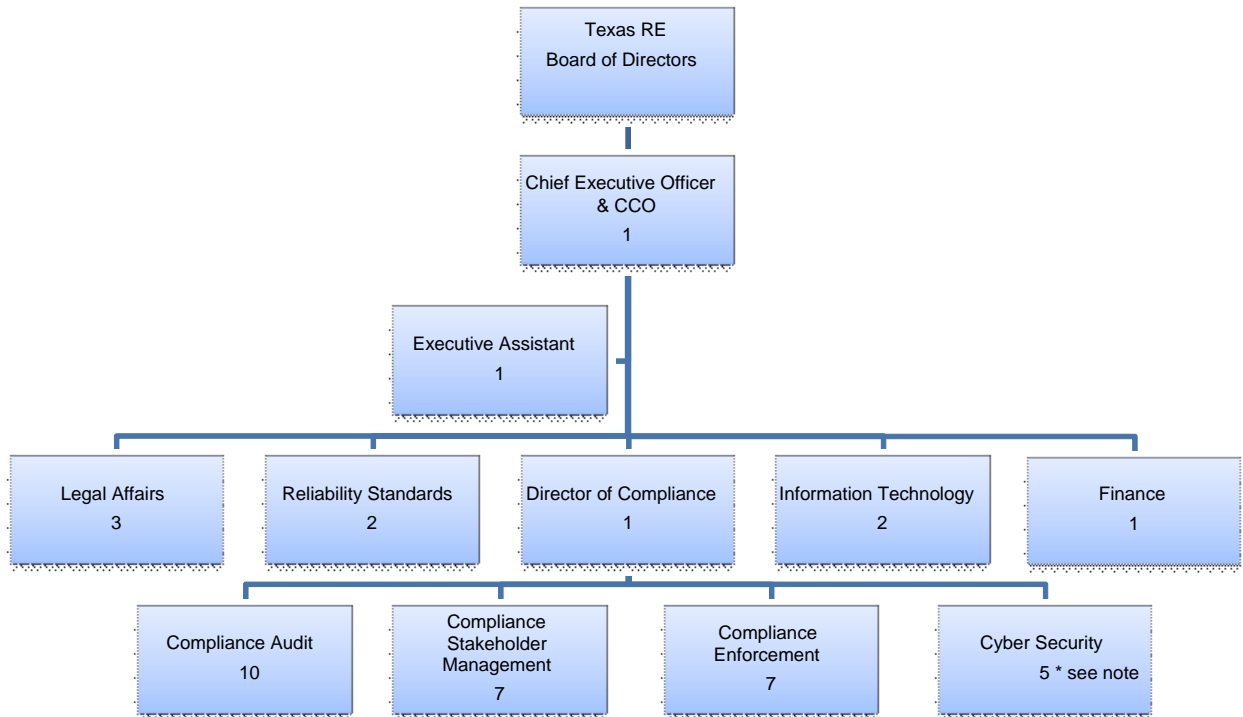 Texas RE
Board of Directors
Chief Executive Officer
& CCO
1
Executive Assistant
1
Legal Affairs
3
Reliability Standards
2
Director of Compliance
1
Information Technology
2
Finance
1
Compliance Audit
10
Compliance
Stakeholder
Management
7
Compliance
Enforcement
7
Cyber Security
5 * see note